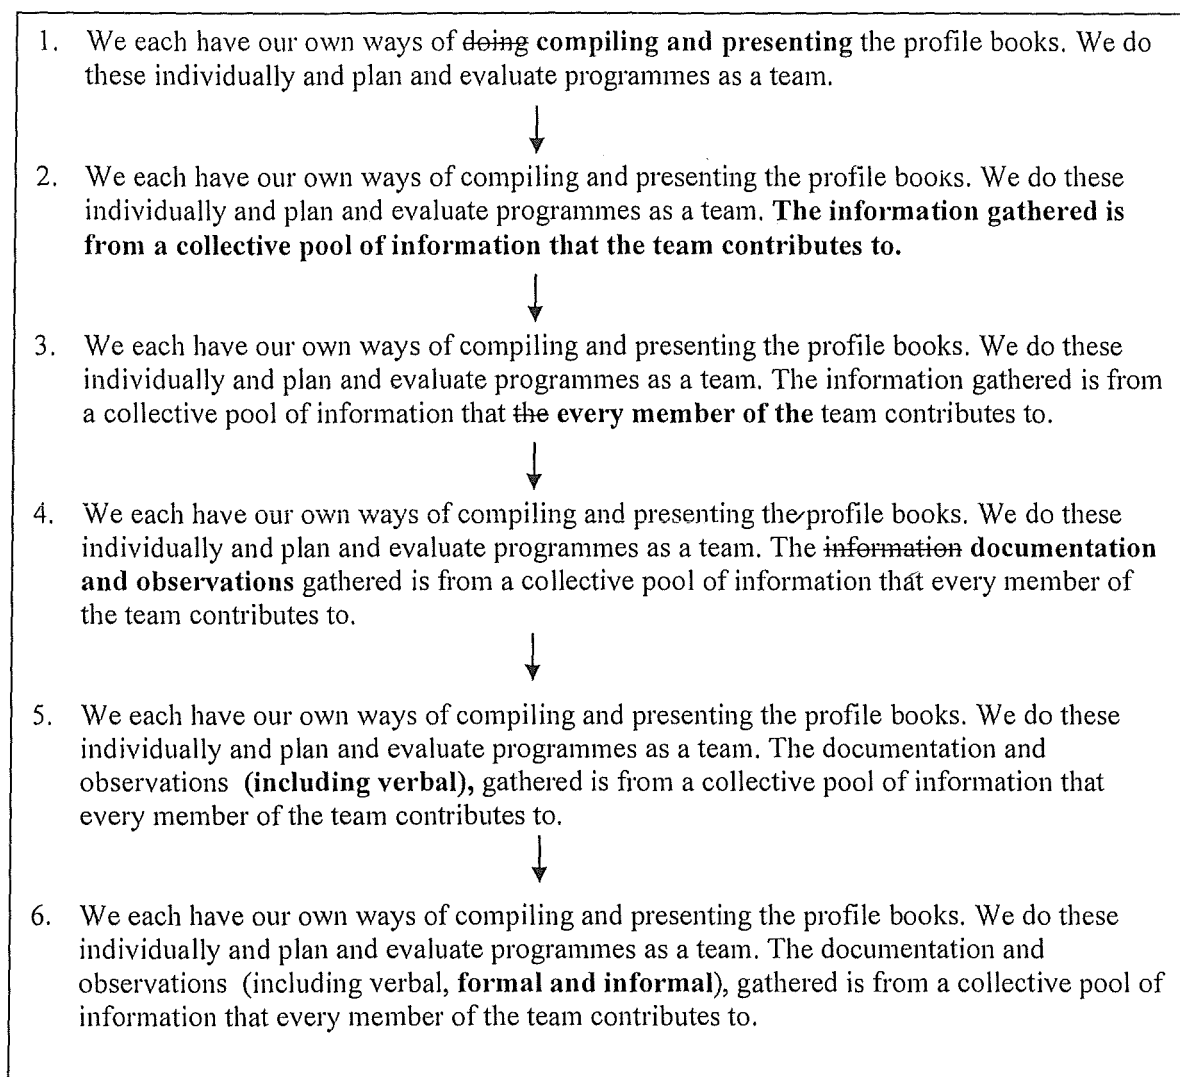 1. We each have our own ways of doing compiling and presenting the profile books. We do
these individually and plan and evaluate programmes as a team.
2. We each have our own ways of compiling and presenting the profile books. We do these
individually and plan and evaluate programmes as a team. The information gathered is
from a collective pool of information that the team contributes to.
3. We each have our own ways of compiling and presenting the profile books. We do these
individually and plan and evaluate programmes as a team. The information gathered is from
a collective pool of information that the every member of the team contributes to.
4. We each have our own ways of compiling and presenting the profile books. We do these
individually and plan and evaluate programmes as a team. The information documentation
and observations gathered is from a collective pool of information that every member of
the team contributes to.
5. We each have our own ways of compiling and presenting the profile books. We do these
individually and plan and evaluate programmes as a team. The documentation and
observations (including verbal), gathered is from a collective pool of information that
every member of the team contributes to.
6. We each have our own ways of compiling and presenting the profile books. We do these
individually and plan and evaluate programmes as a team. The documentation and
observations (including verbal, formal and informal), gathered is from a collective pool of
information that every member of the team contributes to.